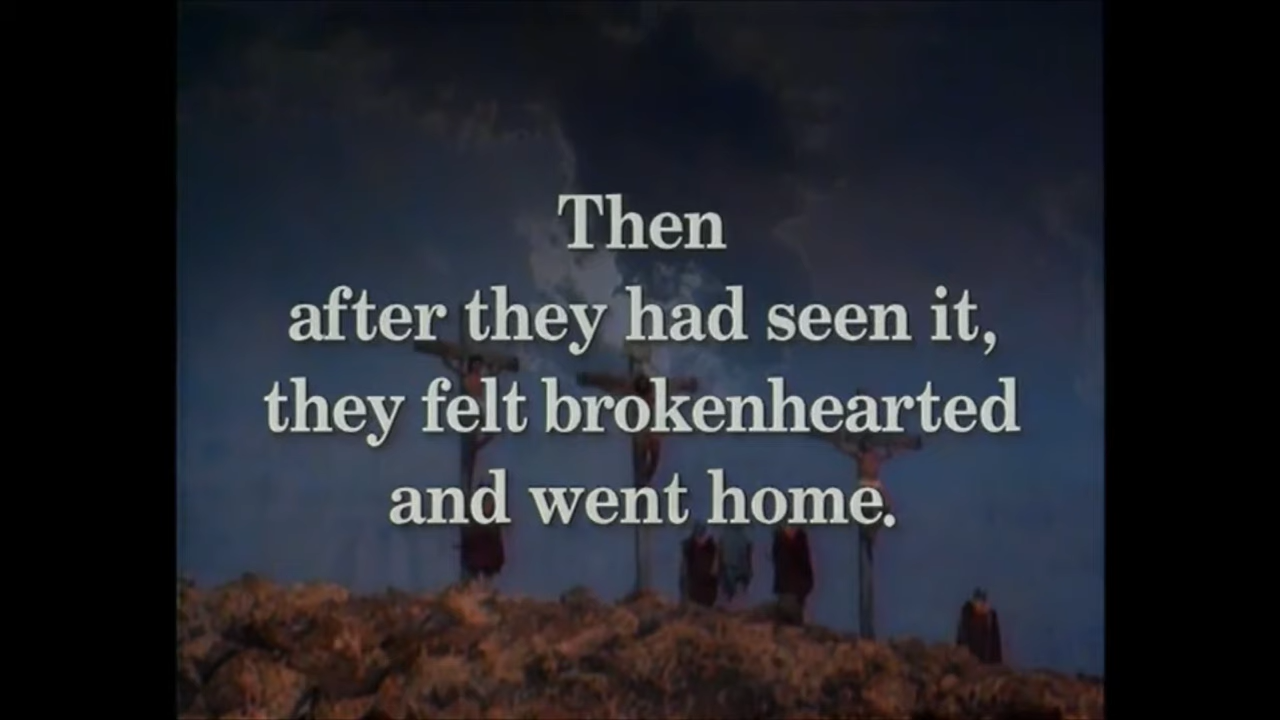 Then
after they had seen it,
they felt brokenhearted
and went home.